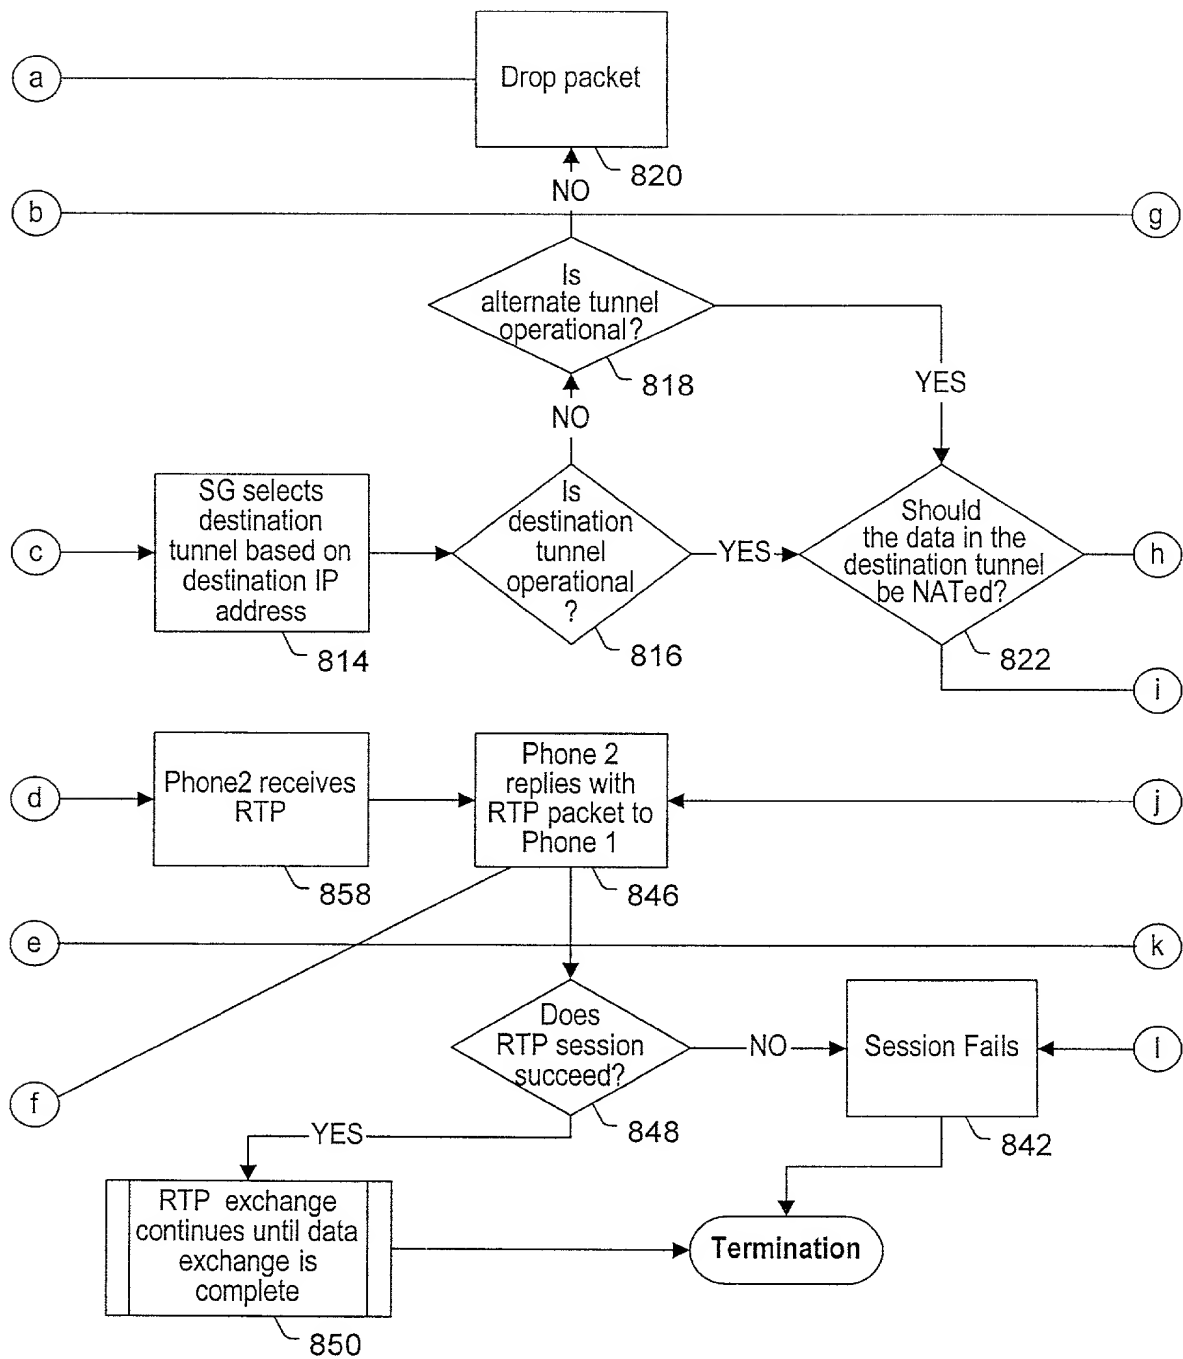 a
Drop packet
820
NO
b
g
Is
alternate tunnel
operational?
818
YES
NO
c
SG selects
destination
tunnel based on
destination IP
address
814
Is
destination
tunnel
operational
?
816
YES
Should
the data in the
destination tunnel
be NATed?
822
h
i
d
Phone2 receives
RTP
858
Phone 2
replies with
RTP packet to
Phone 1
846
j
e
k
Does
RTP session
succeed?
848
NO
Session Fails
842
l
f
YES
RTP exchange
continues until data
exchange is
complete
850
Termination